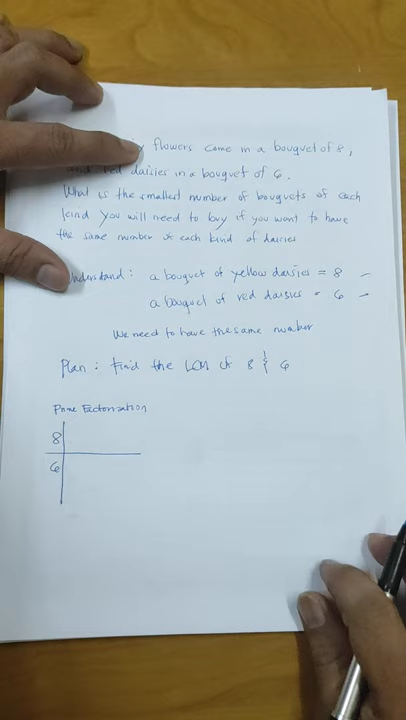 flowers come in a bouquet of 8,
red daisies in a bouquet of 6.
What is the smallest number of bouquets of each
kind you will need to buy if you want to have
the same number of each kind of daisies
Understand: a bouquet of yellow daisies = 8 -
a bouquet of red daisies = 6 -
We need to have the same number
Plan: find the LCM of 8 & 6
Prime Factorization
8
6